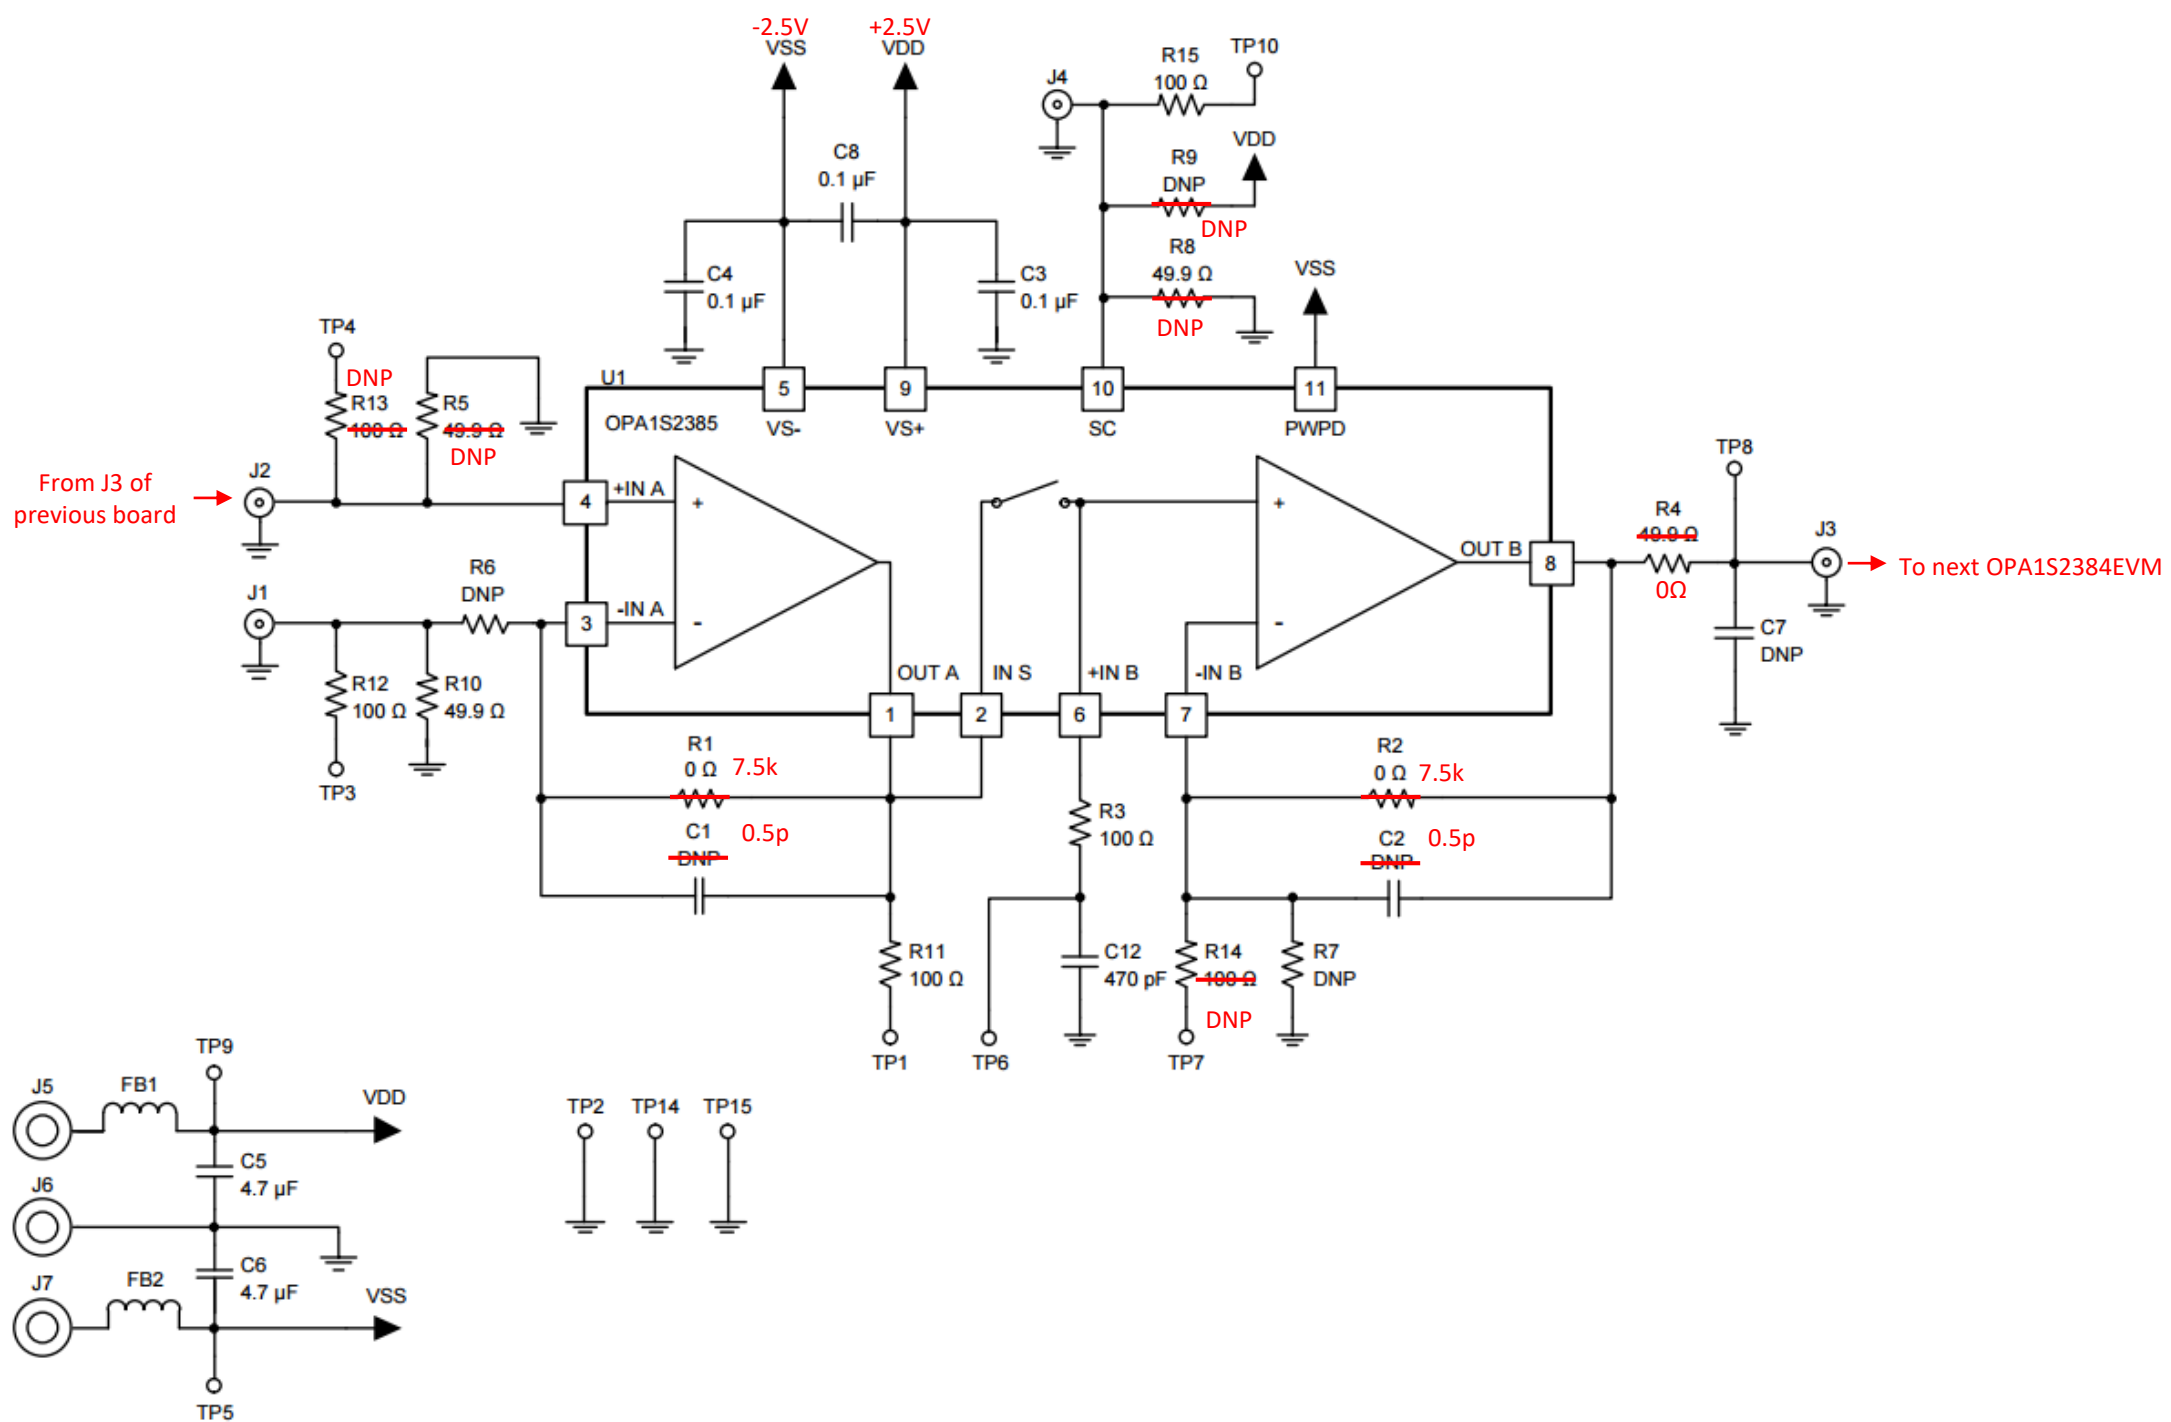 -2.5V
VSS
+2.5V
VDD
TP10
R15
100 Ω
J4
VDD
C8
0.1 µF
R9
DNP
DNP
R8
49.9 Ω
DNP
C4
0.1 µF
C3
0.1 µF
VSS
TP4
DNP
R13
100 Ω
R5
49.9 Ω
DNP
U1
OPA1S2385
5
VS-
9
VS+
10
SC
11
PWPD
From J3 of
previous board
J2
4
+IN A
+
+
TP8
R4
49.9 Ω
0Ω
J3
To next OPA1S2384EVM
OUT B
8
R6
DNP
J1
3
-IN A
-
-
C7
DNP
R12
100 Ω
R10
49.9 Ω
TP3
OUT A
IN S
+IN B
-IN B
1
2
6
7
R1
0 Ω
7.5k
C1
DNP
0.5p
R2
0 Ω
7.5k
C2
DNP
0.5p
R3
100 Ω
R11
100 Ω
C12
470 pF
R14
100 Ω
DNP
R7
DNP
TP1
TP6
TP7
TP9
J5
FB1
VDD
C5
4.7 µF
J6
C6
4.7 µF
J7
FB2
VSS
TP5
TP2
TP14
TP15